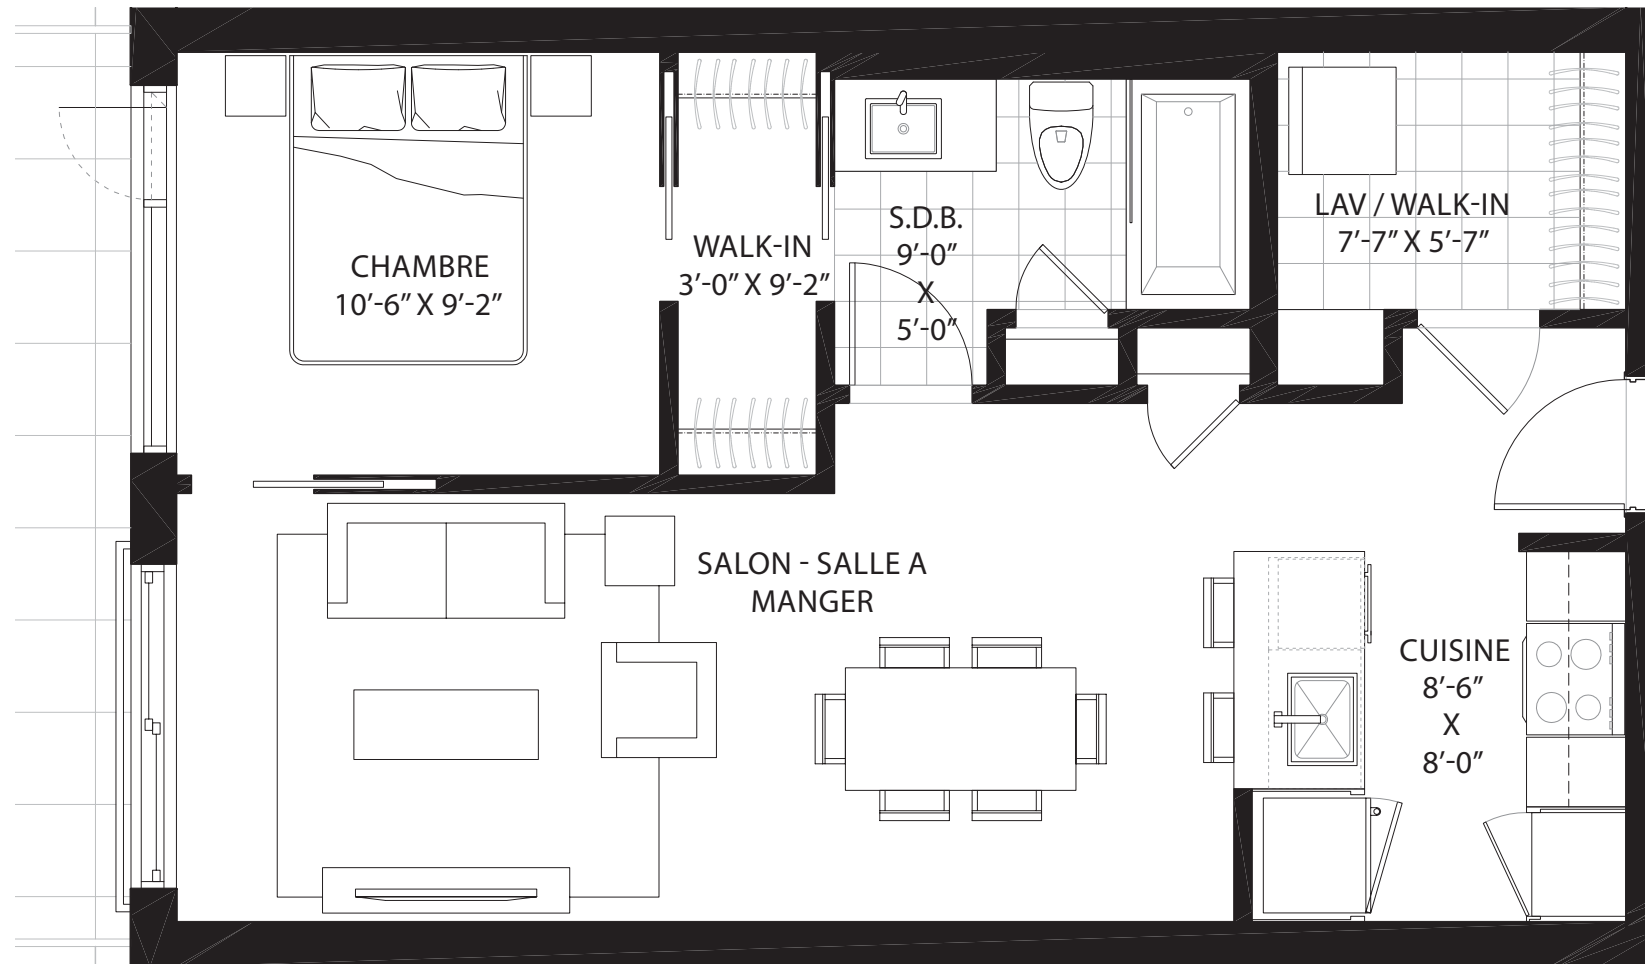 CHAMBRE
10’-6” X 9’-2”
WALK-IN
3’-0” X 9’-2”
S.D.B.
9’-0”
X
5’-0”
LAV / WALK-IN
7’-7” X 5’-7”
SALON - SALLE A
MANGER
CUISINE
8’-6”
X
8’-0”